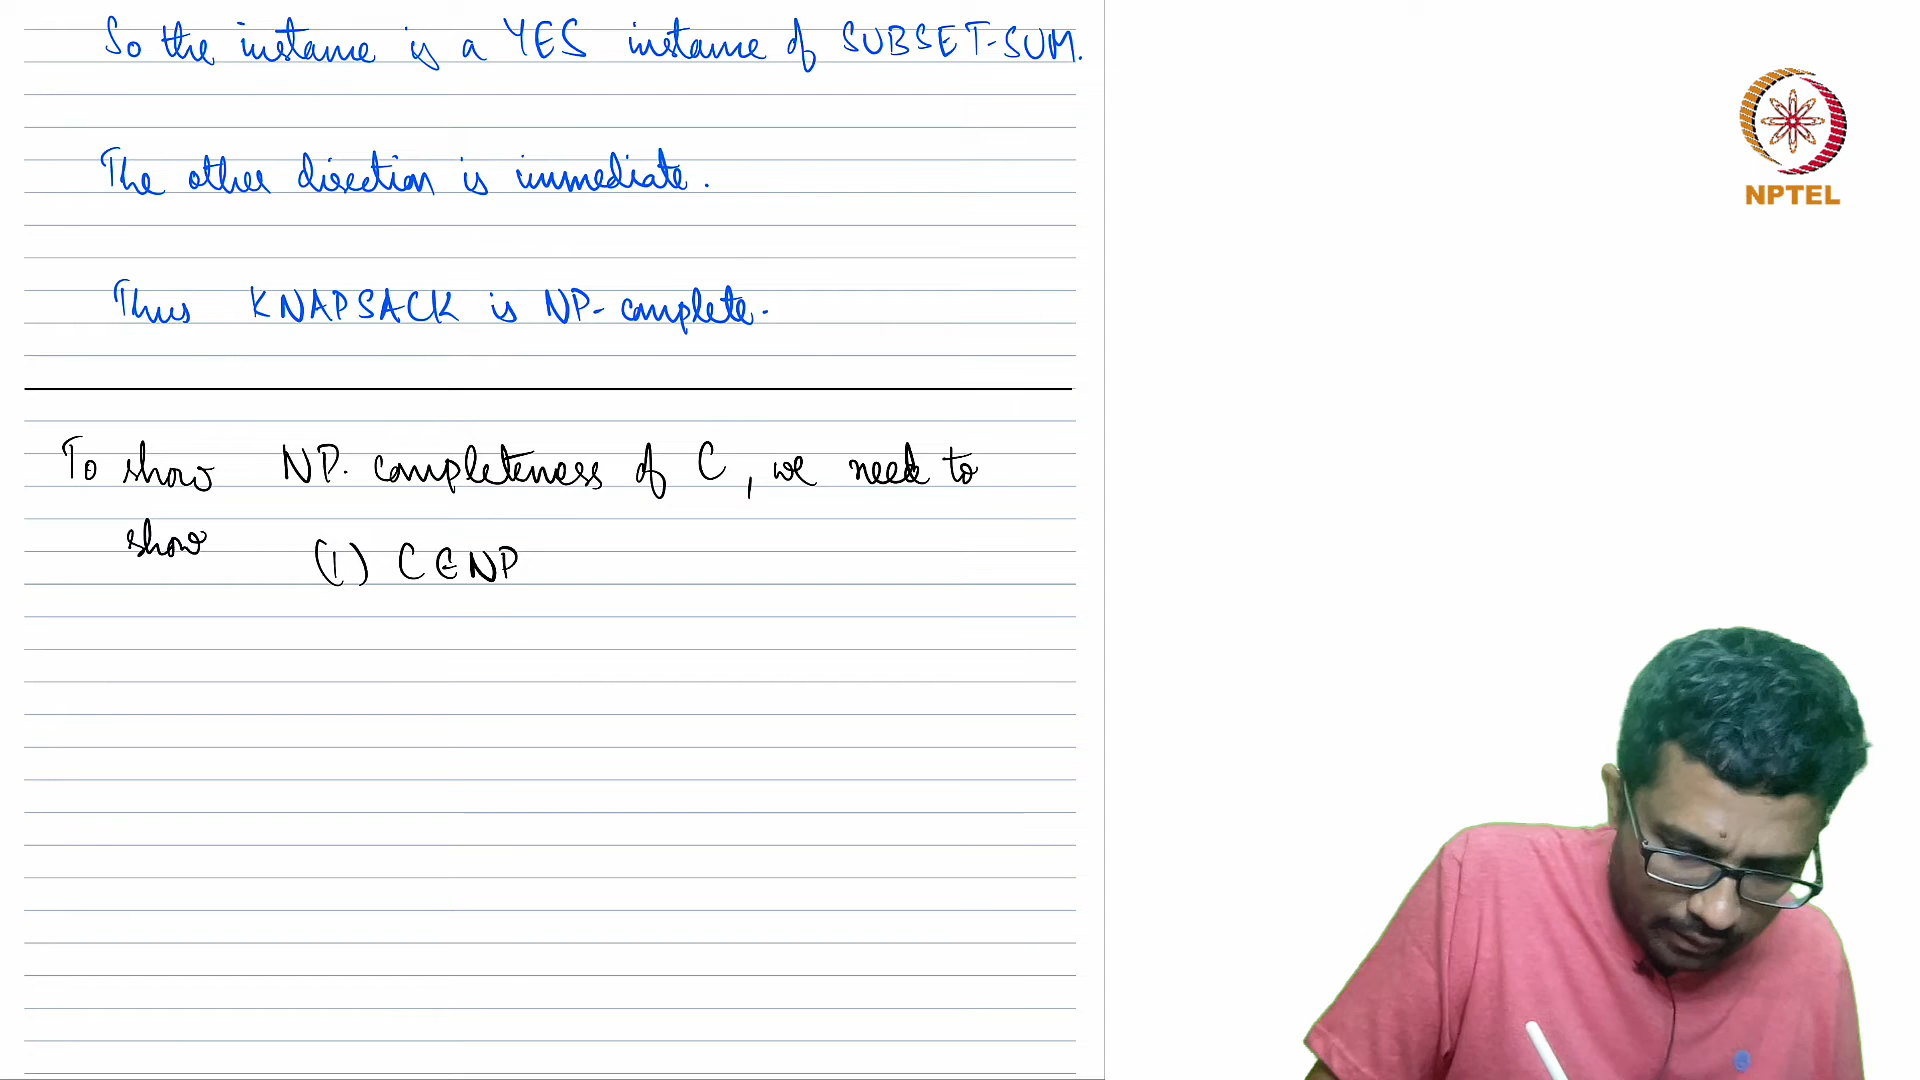 So the instance is a YES instance of SUBSET-SUM.
The other direction is immediate.
Thus KNAPSACK is NP-complete.
To show NP. completeness of C, we need to
show (1) C ∈ NP
NPTEL